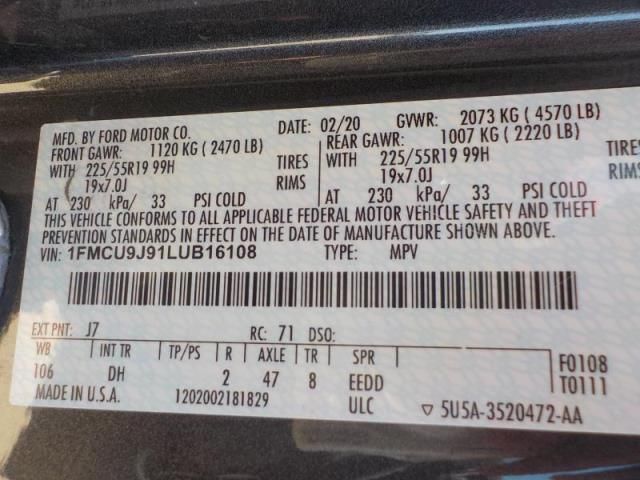 MFD. BY FORD MOTOR CO. DATE: 02/20 GVWR: 2073 KG ( 4570 LB)
FRONT GAWR: 1120 KG ( 2470 LB) REAR GAWR: 1007 KG ( 2220 LB)
WITH 225/55R19 99H TIRES WITH 225/55R19 99H TIRES
19x7.0J RIMS 19x7.0J RIMS
AT 230 kPa/ 33 PSI COLD AT 230 kPa/ 33 PSI COLD
THIS VEHICLE CONFORMS TO ALL APPLICABLE FEDERAL MOTOR VEHICLE SAFETY AND THEFT
PREVENTION STANDARDS IN EFFECT ON THE DATE OF MANUFACTURE SHOWN ABOVE.
VIN: 1FMCU9J91LUB16108 TYPE: MPV
EXT PNT: J7 RC: 71 DSO:
WB INT TR TP/PS R AXLE TR SPR F0108
106 DH 2 47 8 EEDD T0111
MADE IN U.S.A. 1202002181829 ULC ▽ 5U5A-3520472-AA